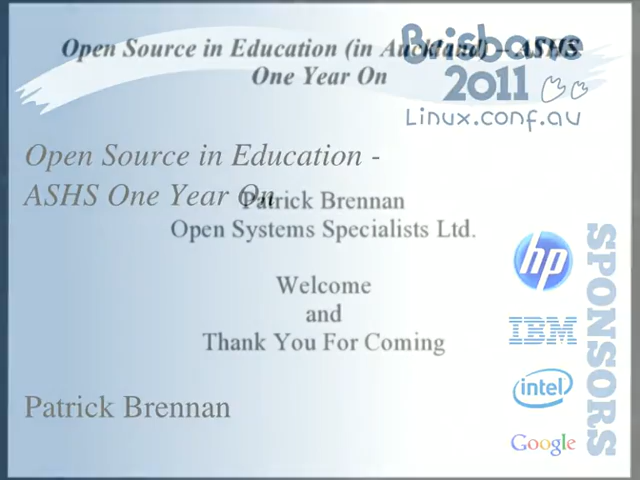 Open Source in Education (in Auckland) – ASHS
One Year On
Brisbane
2011
Linux.conf.au
Open Source in Education -
ASHS One Year On
Patrick Brennan
Open Systems Specialists Ltd.
Welcome
and
Thank You For Coming
Patrick Brennan
hp
IBM
intel
Google
SPONSORS